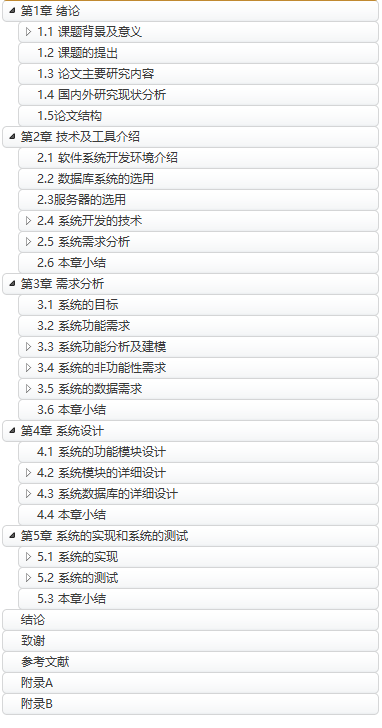 第1章 绪论
1.1 课题背景及意义
1.2 课题的提出
1.3 论文主要研究内容
1.4 国内外研究现状分析
1.5论文结构
第2章 技术及工具介绍
2.1 软件系统开发环境介绍
2.2 数据库系统的选用
2.3服务器的选用
2.4 系统开发的技术
2.5 系统需求分析
2.6 本章小结
第3章 需求分析
3.1 系统的目标
3.2 系统功能需求
3.3 系统功能分析及建模
3.4 系统的非功能性需求
3.5 系统的数据需求
3.6 本章小结
第4章 系统设计
4.1 系统的功能模块设计
4.2 系统模块的详细设计
4.3 系统数据库的详细设计
4.4 本章小结
第5章 系统的实现和系统的测试
5.1 系统的实现
5.2 系统的测试
5.3 本章小结
结论
致谢
参考文献
附录A
附录B